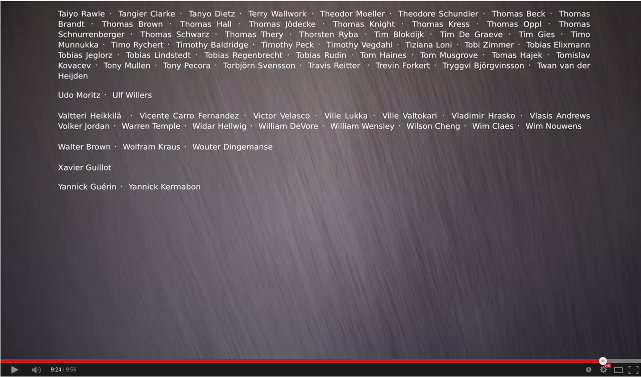 Taiyo Rawle · Tangier Clarke · Tanyo Dietz · Terry Wallwork · Theodor Moeller · Theodore Schundler · Thomas Beck · Thomas
Brandt · Thomas Brown · Thomas Hall · Thomas Jödecke · Thomas Knight · Thomas Kress · Thomas Oppl · Thomas
Schnurrenberger · Thomas Schwarz · Thomas Thery · Thorsten Ryba · Tim Blokdijk · Tim De Graeve · Tim Gies · Timo
Munnukka · Timo Rychert · Timothy Baldridge · Timothy Peck · Timothy Vegdahl · Tiziana Loni · Tobi Zimmer · Tobias Elixmann
Tobias Jeglorz · Tobias Lindstedt · Tobias Regenbrecht · Tobias Rudin · Tom Haines · Tom Musgrove · Tomas Hajek · Tomislav
Kovacev · Tony Mullen · Tony Pecora · Torbjörn Svensson · Travis Reitter · Trevin Forkert · Tryggvi Björgvinsson · Twan van der
Heijden
Udo Moritz · Ulf Willers
Valtteri Heikkilä · Vicente Carro Fernandez · Victor Velasco · Ville Lukka · Ville Valtokari · Vladimir Hrasko · Vlasis Andrews
Volker Jordan · Warren Temple · Widar Hellwig · William DeVore · William Wensley · Wilson Cheng · Wim Claes · Wim Nouwens
Walter Brown · Wolfram Kraus · Wouter Dingemanse
Xavier Guillot
Yannick Guérin · Yannick Kermabon
9:24 / 9:56